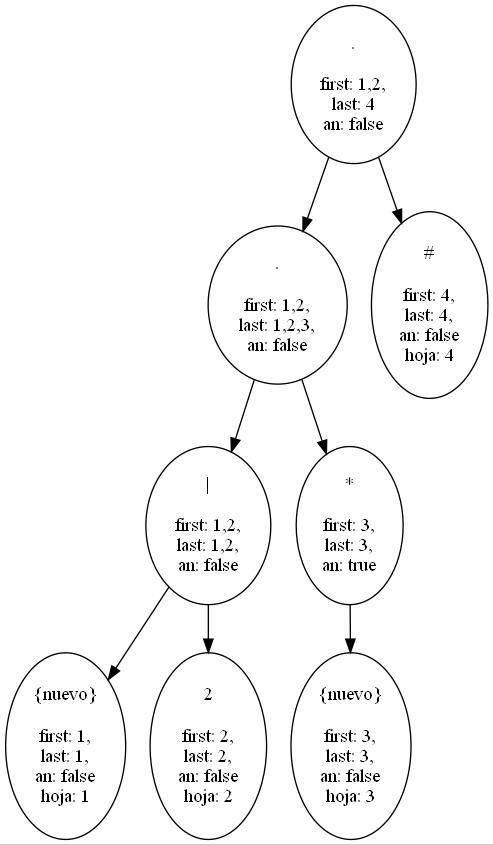 .
first: 1,2,
last: 4
an: false
.
first: 1,2,
last: 1,2,3,
an: false
#
first: 4,
last: 4,
an: false
hoja: 4
|
first: 1,2,
last: 1,2,
an: false
*
first: 3,
last: 3,
an: true
{nuevo}
first: 1,
last: 1,
an: false
hoja: 1
2
first: 2,
last: 2,
an: false
hoja: 2
{nuevo}
first: 3,
last: 3,
an: false
hoja: 3